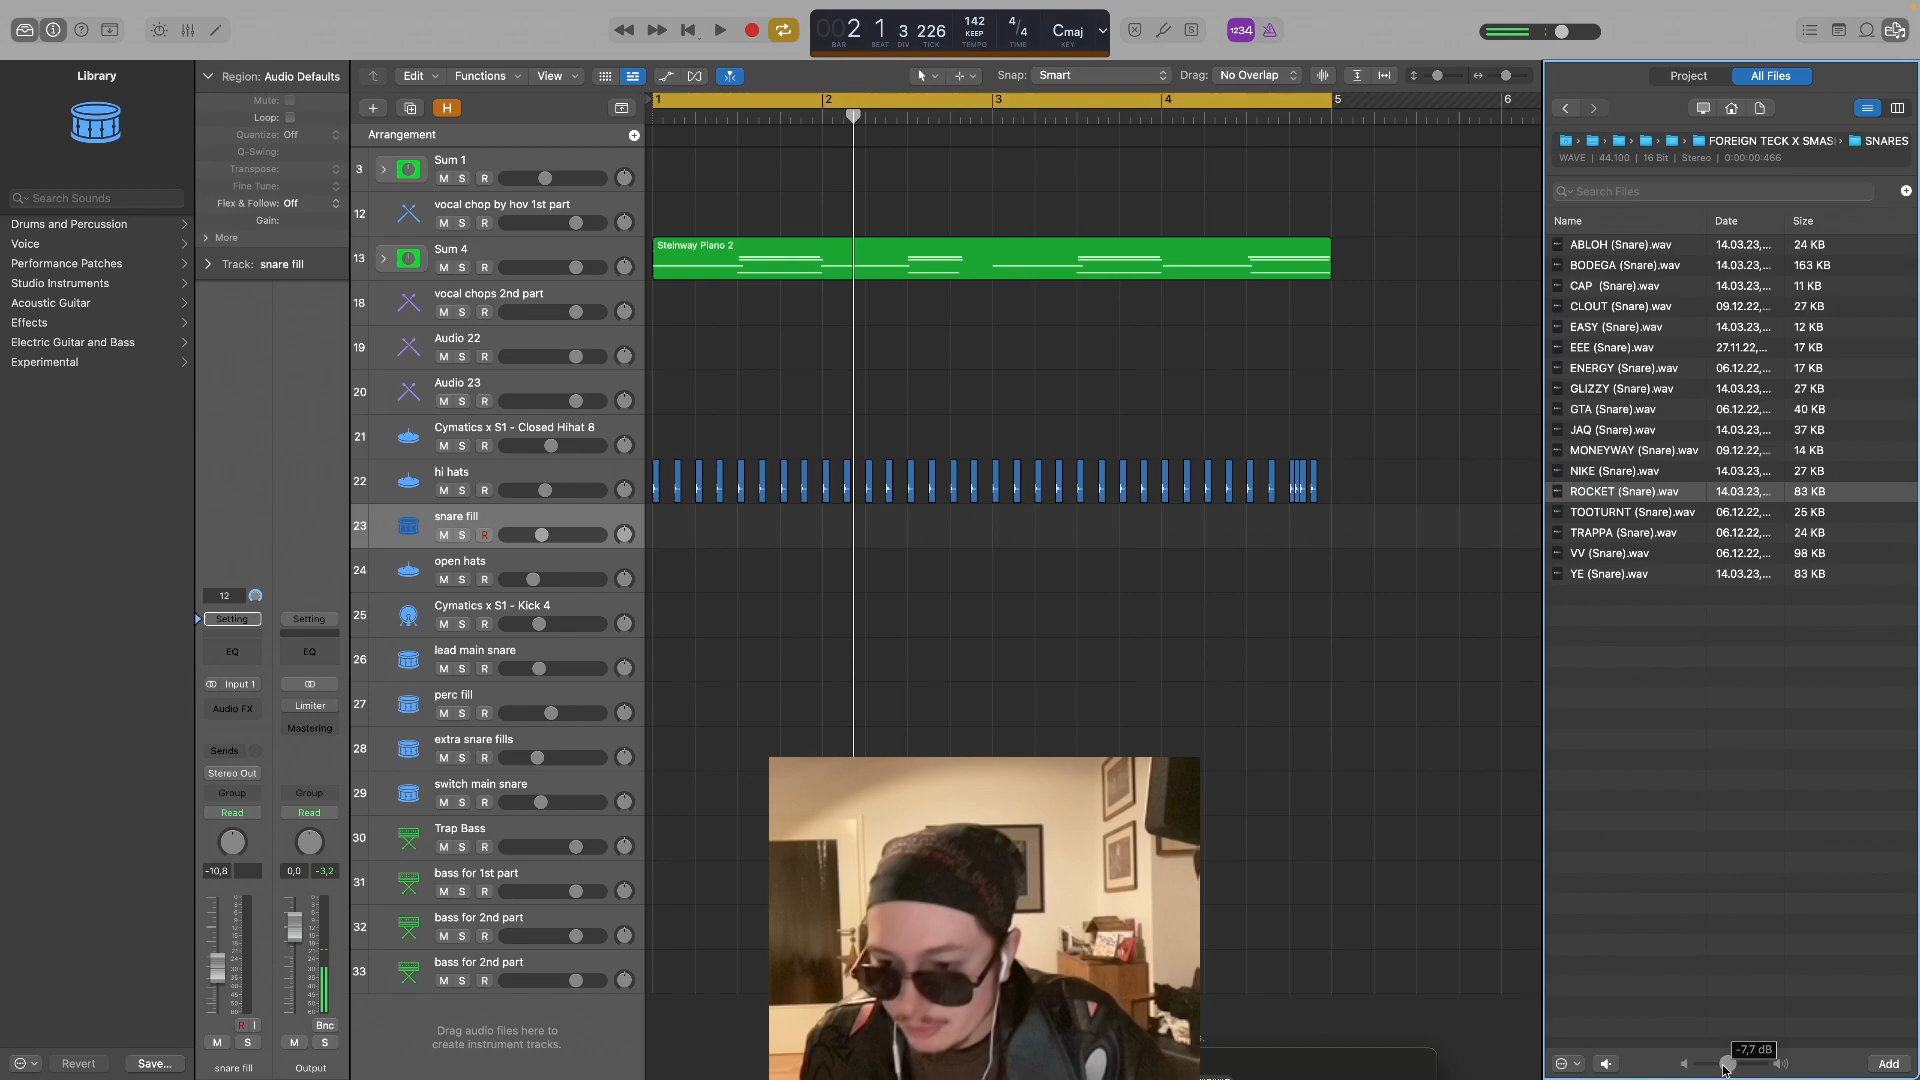 2 1 3 226
BAR BEAT DIV TICK
142
KEEP
TEMPO
4/4
TIME
Cmaj
KEY
1234
Library
Search Sounds
Drums and Percussion
Voice
Performance Patches
Studio Instruments
Acoustic Guitar
Effects
Electric Guitar and Bass
Experimental
Revert
Save...
Region: Audio Defaults
Mute:
Loop:
Quantize: Off
Q-Swing:
Transpose:
Fine Tune:
Flex & Follow: Off
Gain:
More
Track: snare fill
12
Setting Setting
EQ EQ
Input 1
Audio FX Limiter
Mastering
Sends
Stereo Out
Group Group
Read Read
-10,8 0,0 -3,2
R I Bnc
M S M S
snare fill Output
Edit Functions View
Snap: Smart
Drag: No Overlap
H
Arrangement
1 2 3 4 5 6
3 Sum 1
M S R
12 vocal chop by hov 1st part
M S R
13 Sum 4
M S R
Steinway Piano 2
18 vocal chops 2nd part
M S R
19 Audio 22
M S R
20 Audio 23
M S R
21 Cymatics x S1 - Closed Hihat 8
M S R
22 hi hats
M S R
23 snare fill
M S R
24 open hats
M S R
25 Cymatics x S1 - Kick 4
M S R
26 lead main snare
M S R
27 perc fill
M S R
28 extra snare fills
M S R
29 switch main snare
M S R
30 Trap Bass
M S R
31 bass for 1st part
M S R
32 bass for 2nd part
M S R
33 bass for 2nd part
M S R
Drag audio files here to
create instrument tracks.
Project All Files
FOREIGN TECK X SMAS SNARES
WAVE | 44.100 | 16 Bit | Stereo | 0:00:00:466
Search Files
Name Date Size
ABLOH (Snare).wav 14.03.23,... 24 KB
BODEGA (Snare).wav 14.03.23,... 163 KB
CAP (Snare).wav 14.03.23,... 11 KB
CLOUT (Snare).wav 09.12.22,... 27 KB
EASY (Snare).wav 14.03.23,... 12 KB
EEE (Snare).wav 27.11.22,... 17 KB
ENERGY (Snare).wav 06.12.22,... 17 KB
GLIZZY (Snare).wav 14.03.23,... 27 KB
GTA (Snare).wav 06.12.22,... 40 KB
JAQ (Snare).wav 14.03.23,... 37 KB
MONEYWAY (Snare).wav 06.12.22,... 14 KB
NIKE (Snare).wav 14.03.23,... 27 KB
ROCKET (Snare).wav 14.03.23,... 83 KB
TOOTURNT (Snare).wav 06.12.22,... 25 KB
TRAPPA (Snare).wav 06.12.22,... 24 KB
VV (Snare).wav 06.12.22,... 98 KB
YE (Snare).wav 14.03.23,... 83 KB
-7,7 dB
Add